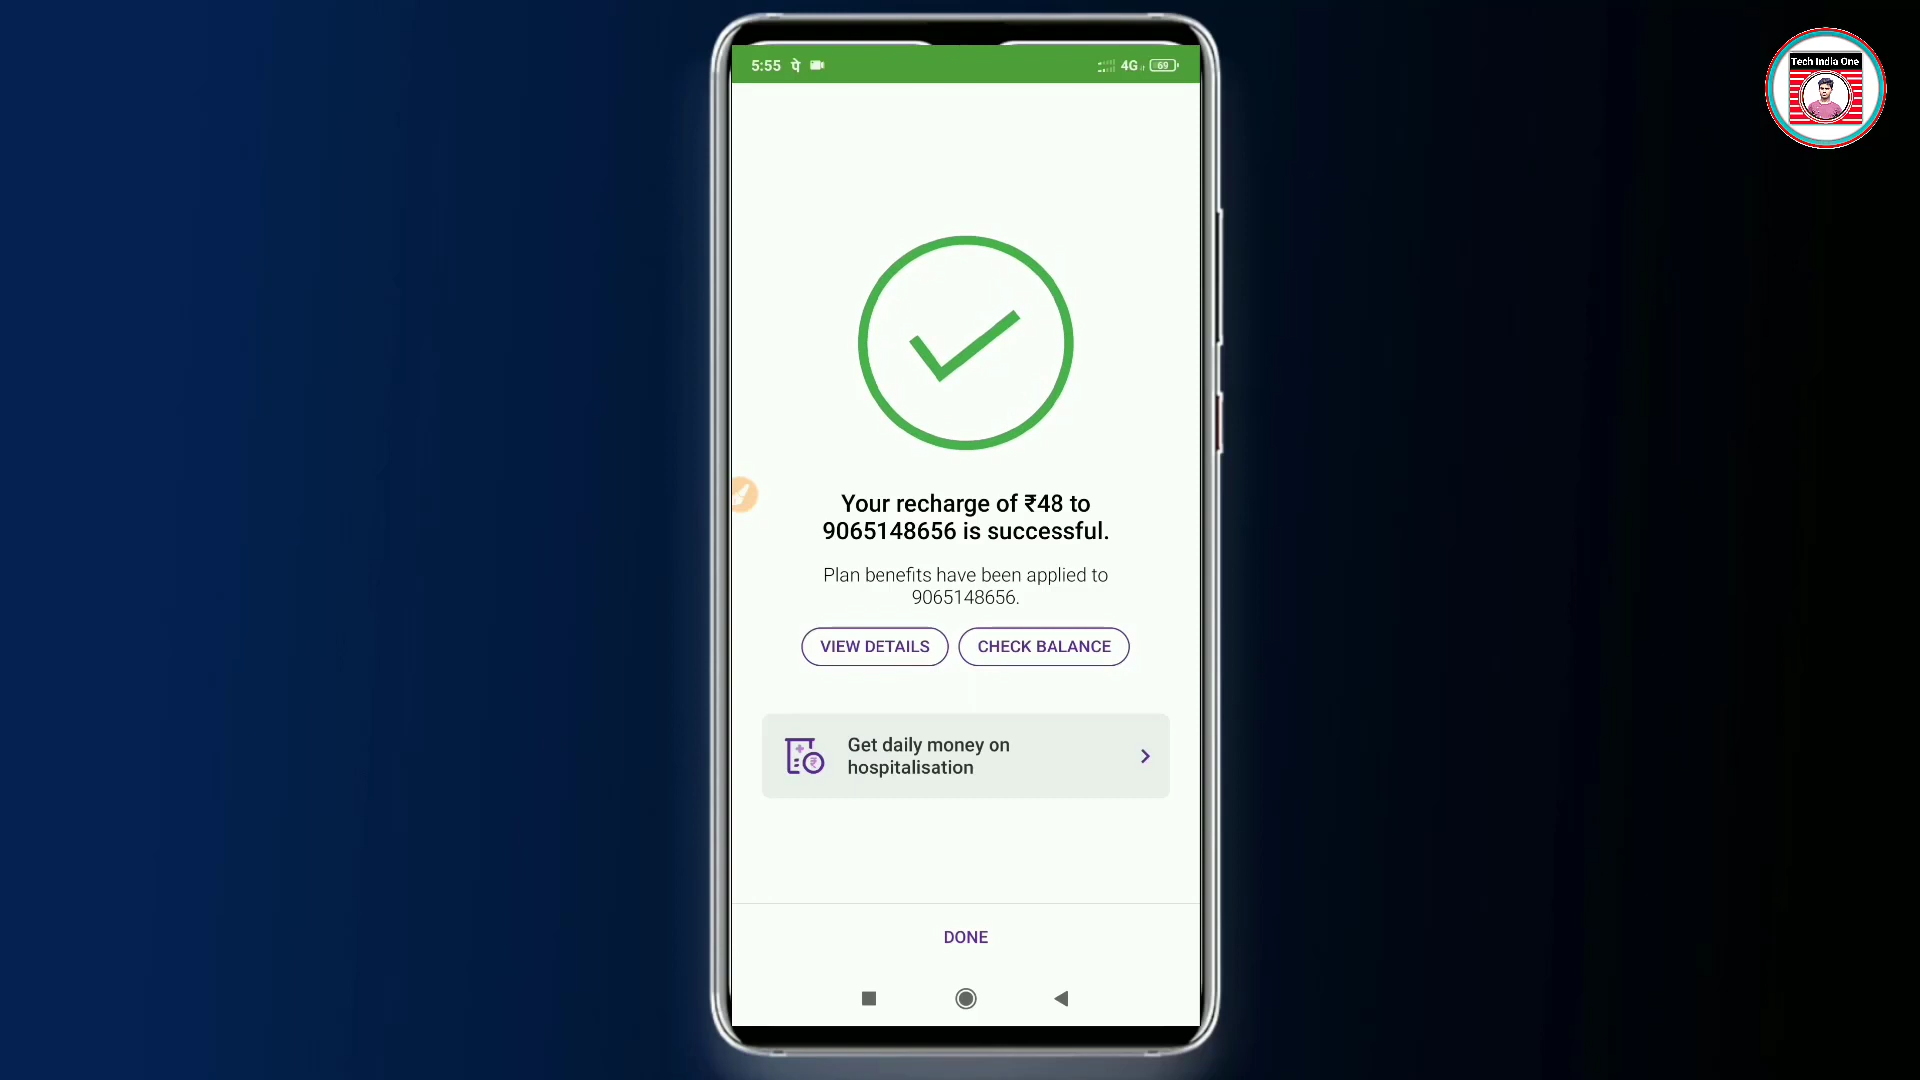 Tech India One
5:55 पे
4G 69
Your recharge of ₹48 to
9065148656 is successful.
Plan benefits have been applied to
9065148656.
VIEW DETAILS CHECK BALANCE
Get daily money on
hospitalisation
DONE